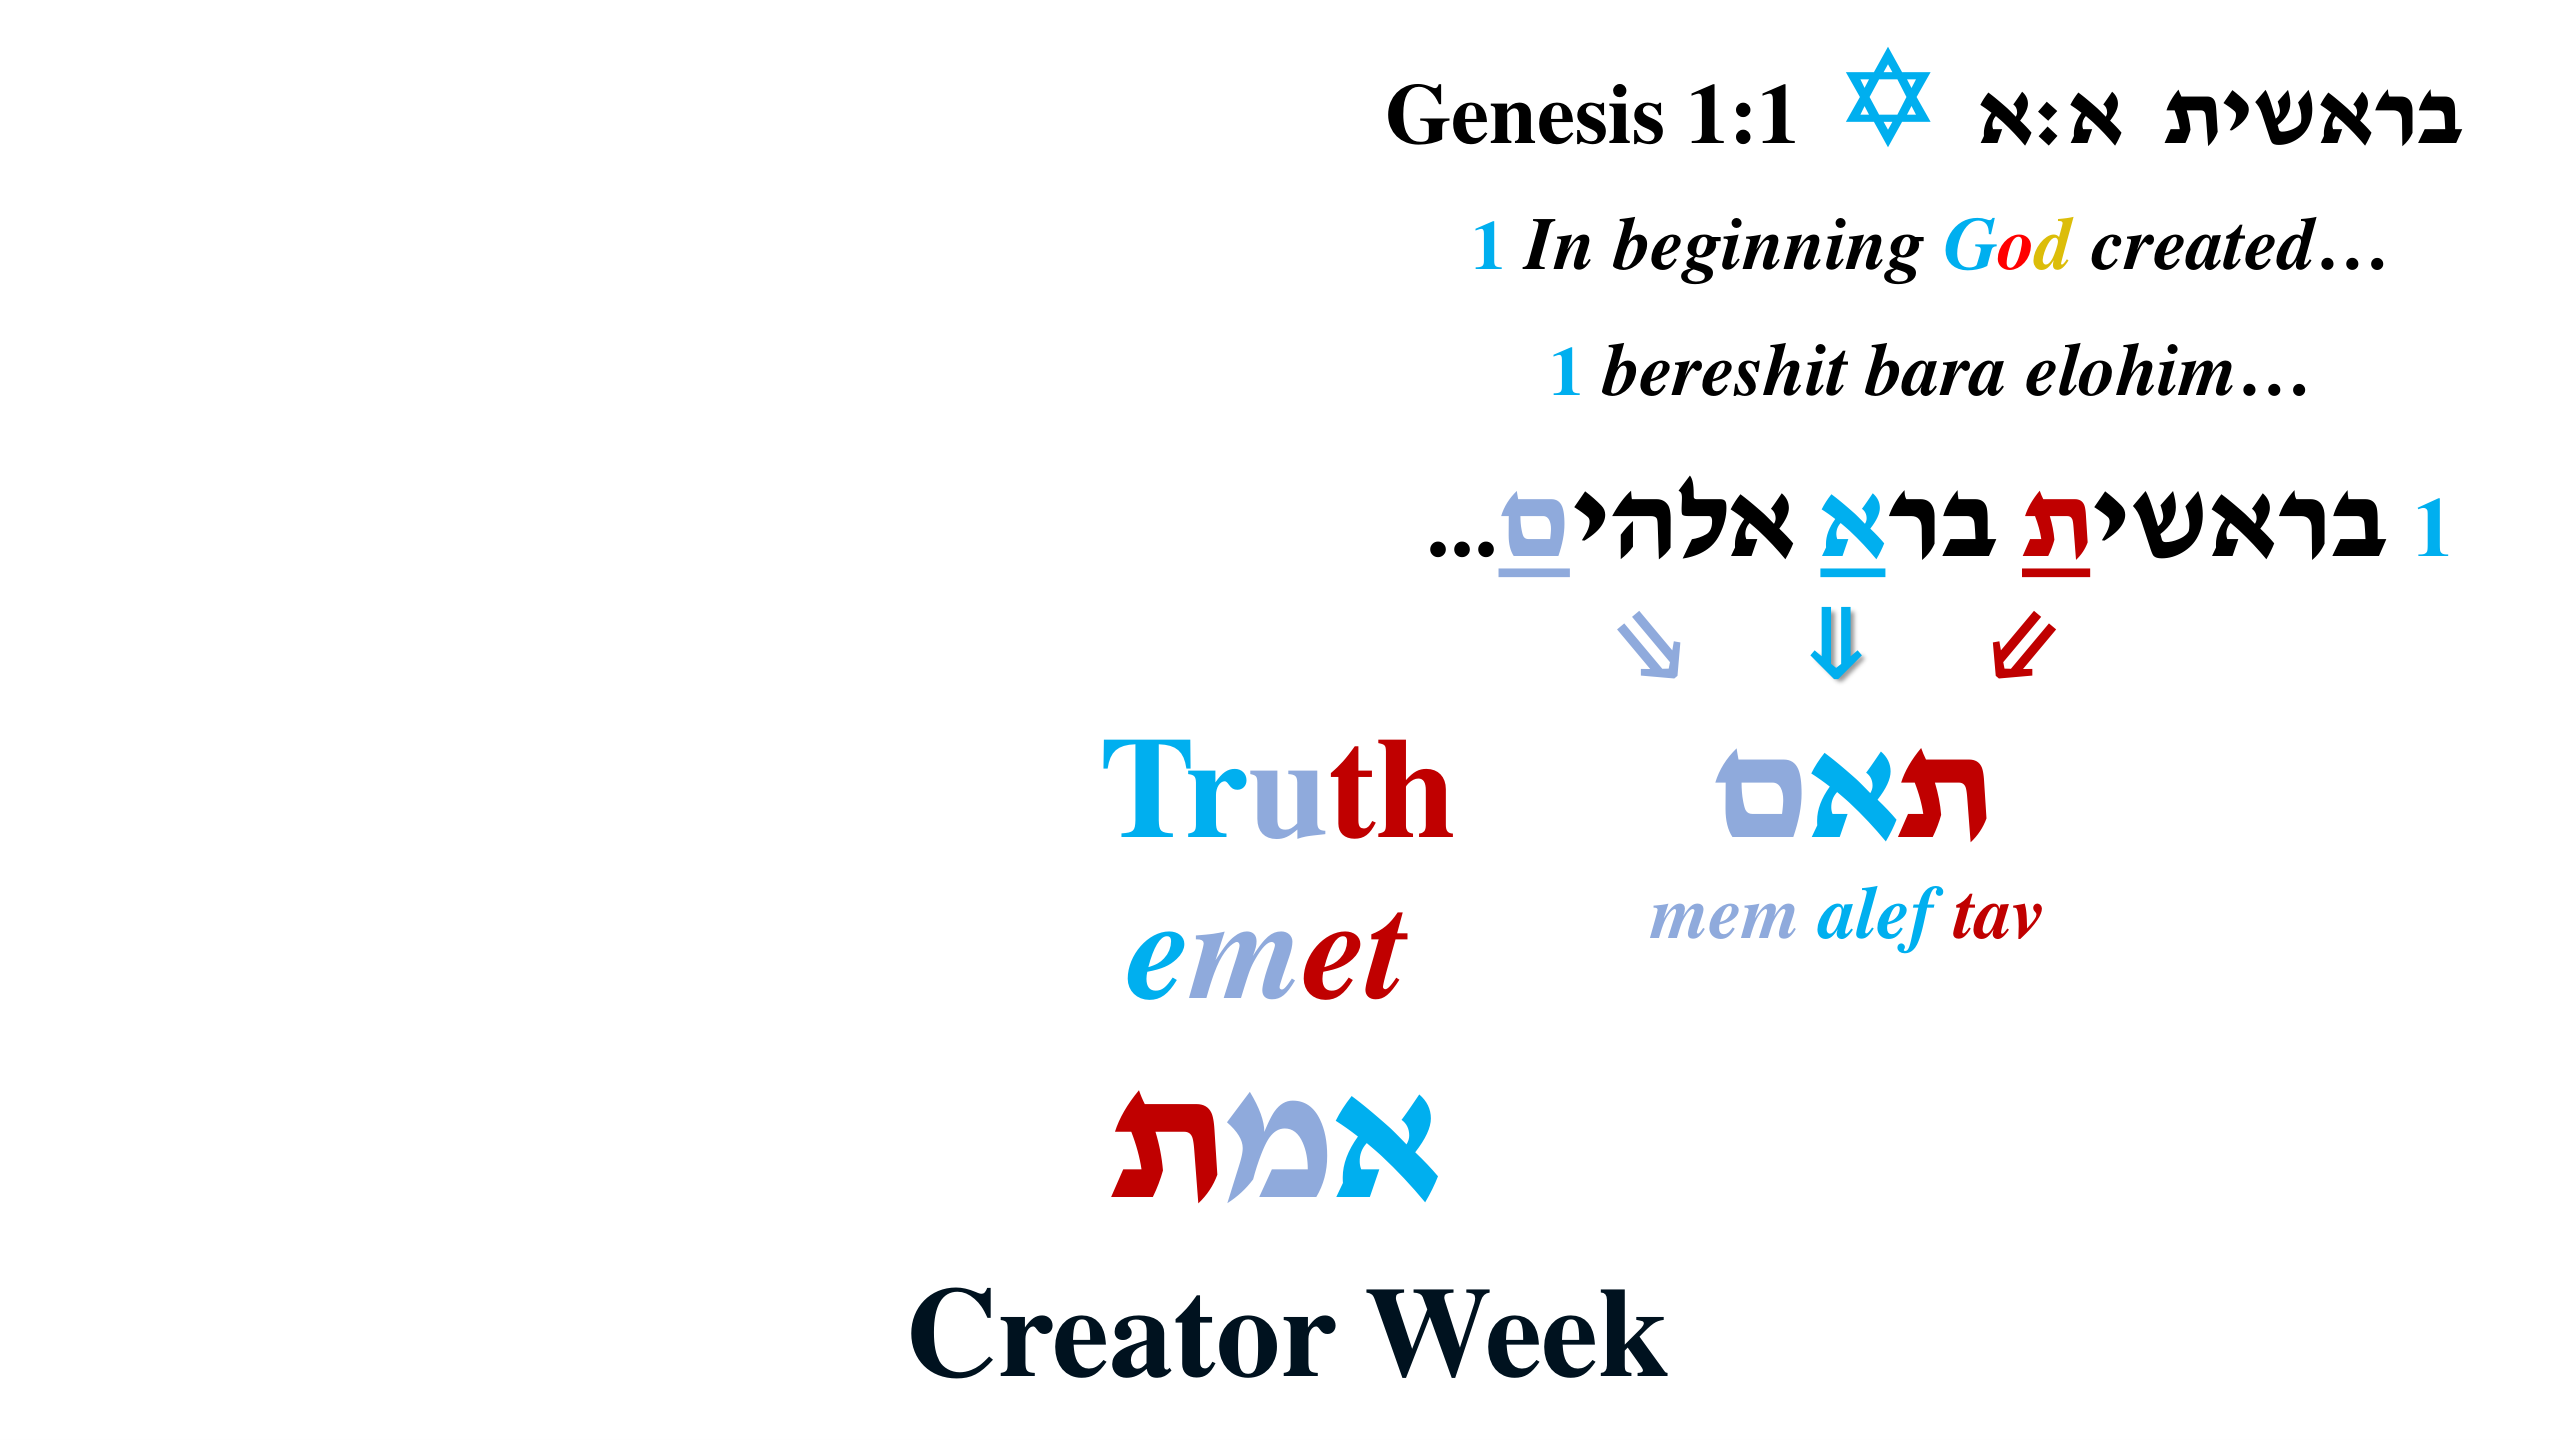 Genesis 1:1 ✡ בראשית א:א
1 In beginning God created…
1 bereshit bara elohim…
1 בראשית ברא אלהים...
⇘ ⇓ ⇙
Truth
תאם
emet
mem alef tav
אמת
Creator Week